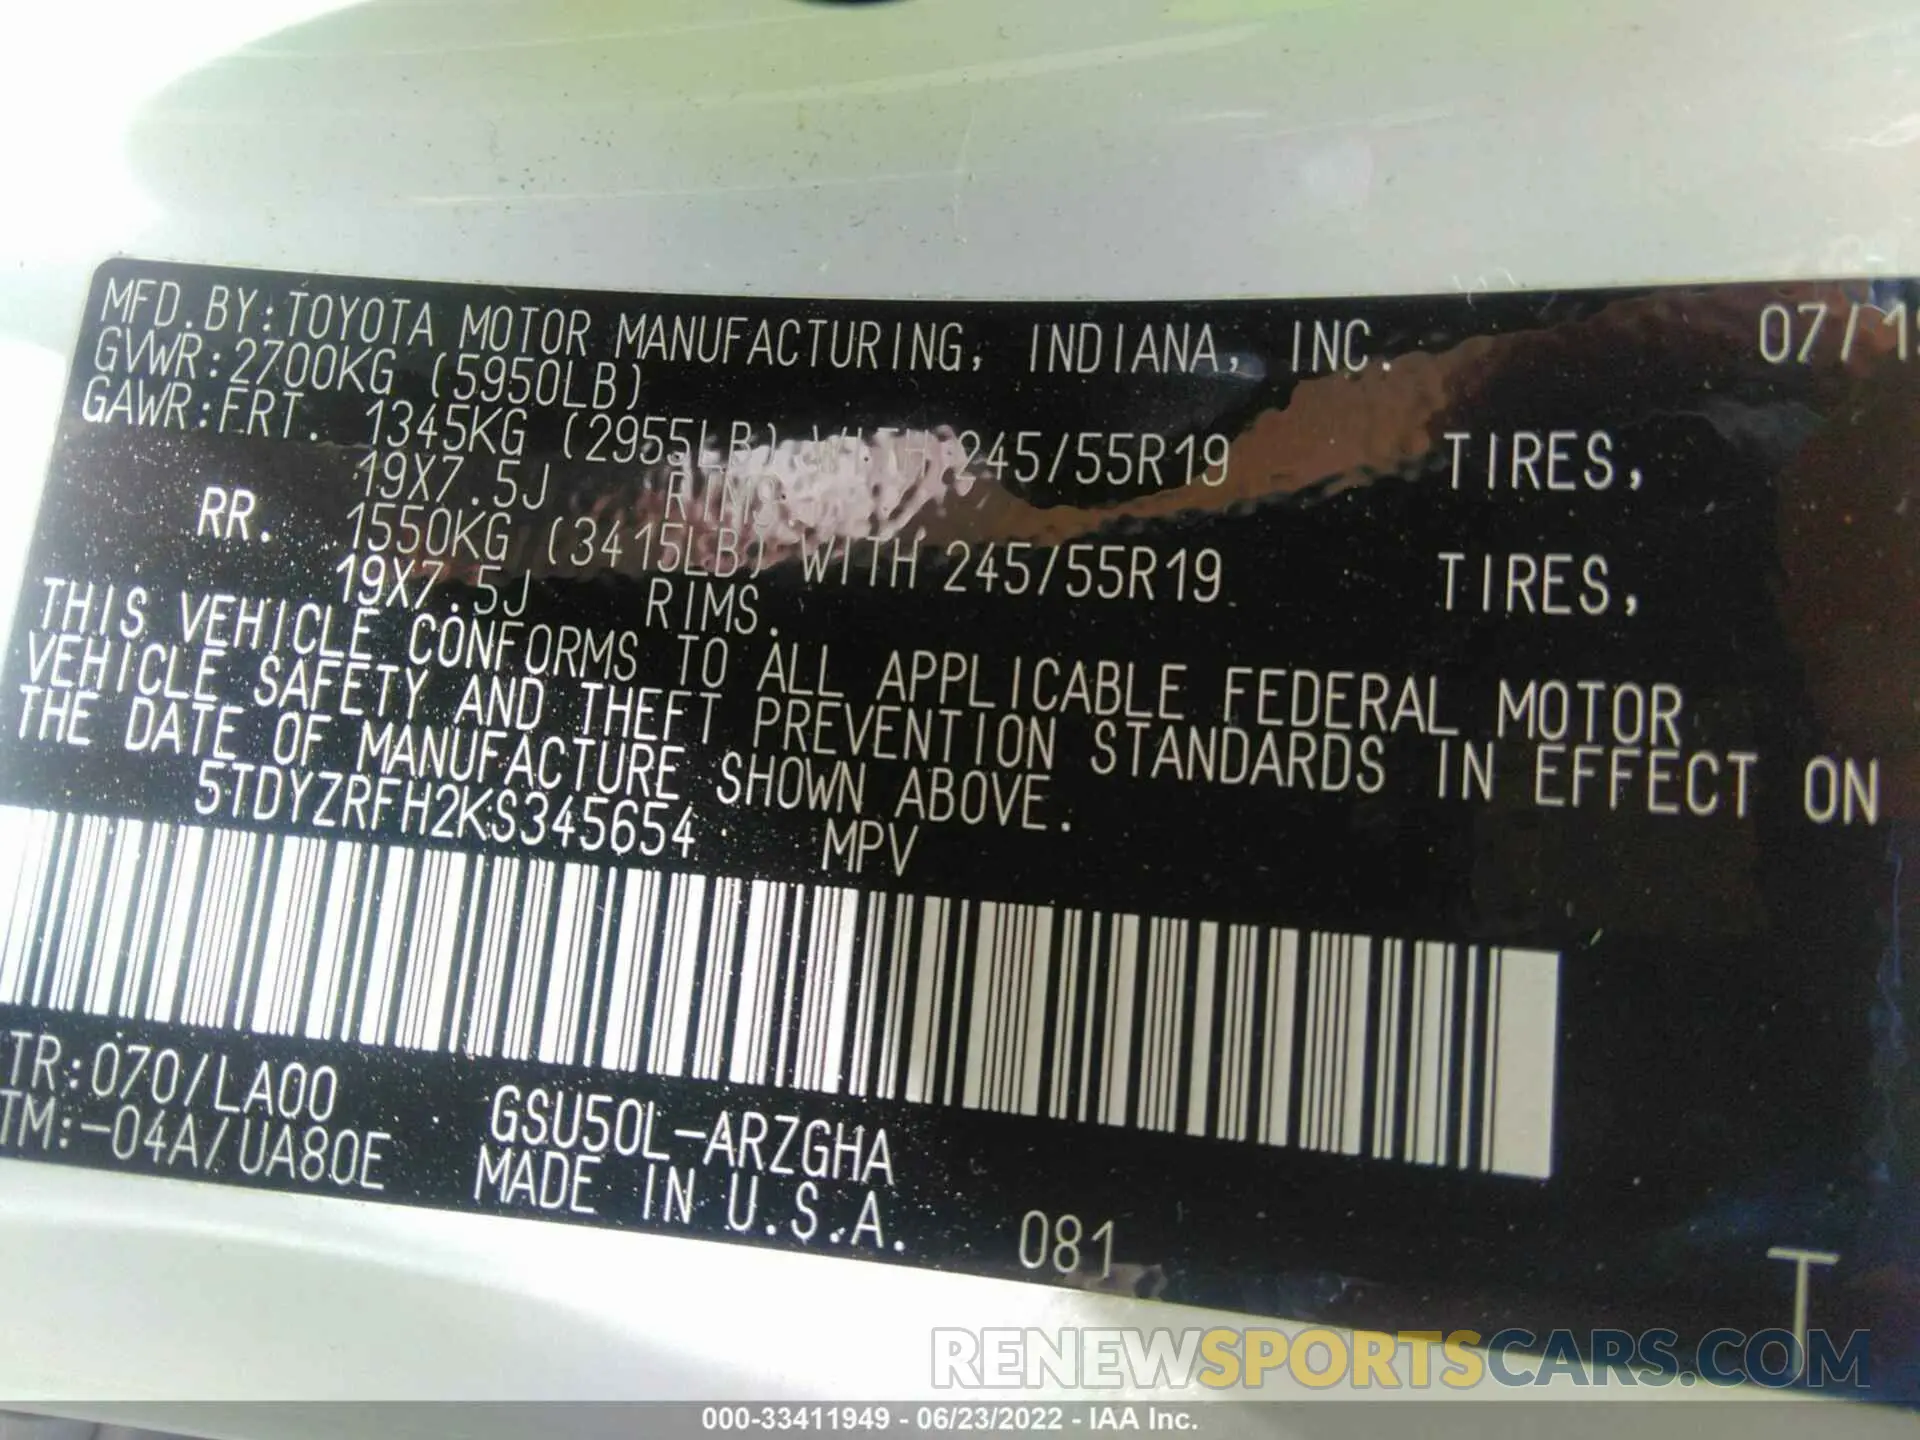 MFD.BY:TOYOTA MOTOR MANUFACTURING, INDIANA, INC. 07/19
GVWR:2700KG (5950LB)
GAWR:FRT. 1345KG (2955LB) WITH 245/55R19 TIRES,
19X7.5J RIMS.
RR. 1550KG (3415LB) WITH 245/55R19 TIRES,
19X7.5J RIMS.
THIS VEHICLE CONFORMS TO ALL APPLICABLE FEDERAL MOTOR
VEHICLE SAFETY AND THEFT PREVENTION STANDARDS IN EFFECT ON
THE DATE OF MANUFACTURE SHOWN ABOVE.
5TDYZRFH2KS345654 MPV
TR:070/LA00
TM:-04A/UA80E
GSU50L-ARZGHA
MADE IN U.S.A.
081
T
RENEWSPORTSCARS.COM
000-33411949 - 06/23/2022 - IAA Inc.